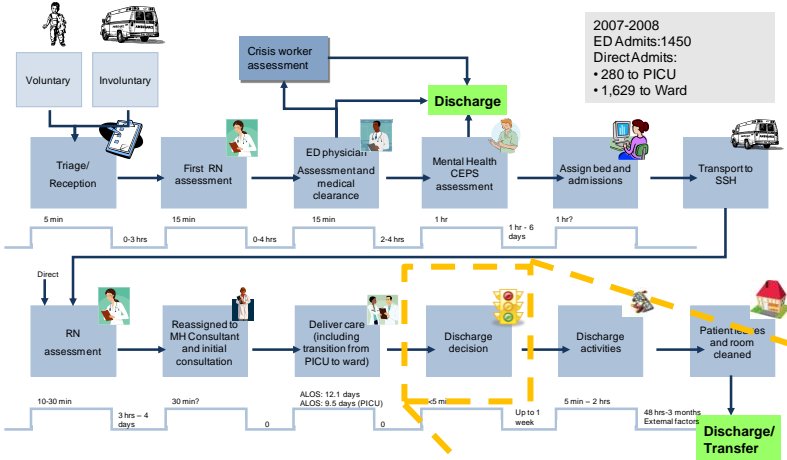 2007-2008
ED Admits:1450
DirectAdmits:
• 280 to PICU
• 1,629 to Ward
Crisis worker
assessment
Voluntary
Involuntary
Discharge
Triage/
Reception
First RN
assessment
ED physician
Assessment and
medical
clearance
Mental Health
CEPS
assessment
Assign bed and
admissions
Transport to
SSH
5 min
0-3 hrs
15 min
0-4 hrs
15 min
2-4 hrs
1 hr
1 hr - 6
days
1 hr?
Direct
RN
assessment
Reassigned to
MH Consultant
and initial
consultation
Deliver care
(including
transition from
PICU to ward)
Discharge
decision
Discharge
activities
Patient leaves
and room
cleaned
10-30 min
3 hrs – 4
days
30 min?
0
ALOS: 12.1 days
ALOS: 9.5 days (PICU)
0
<5 min
Up to 1
week
5 min – 2 hrs
48 hrs-3 months
External factors
Discharge/
Transfer